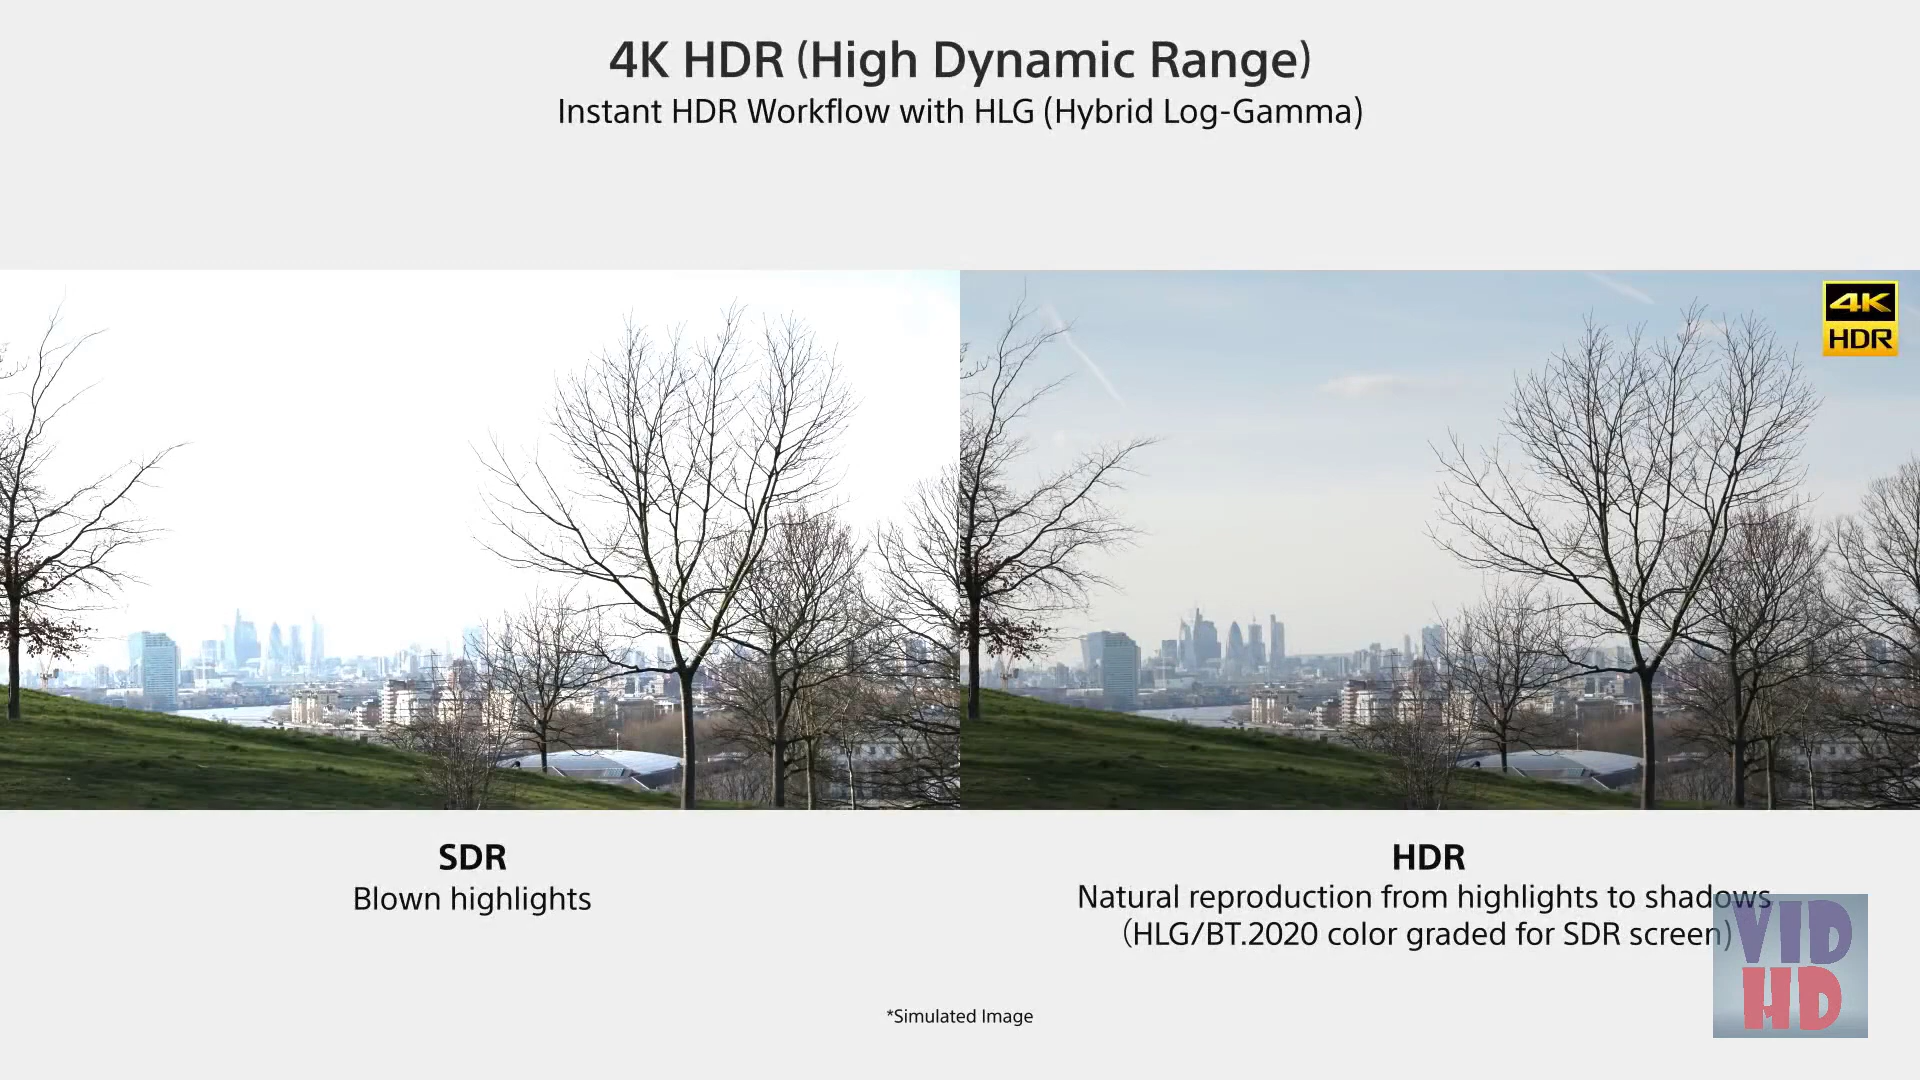 4K HDR (High Dynamic Range)
Instant HDR Workflow with HLG (Hybrid Log-Gamma)
4K
HDR
SDR
Blown highlights
HDR
Natural reproduction from highlights to shadows
(HLG/BT.2020 color graded for SDR screen)
VID
HD
*Simulated Image